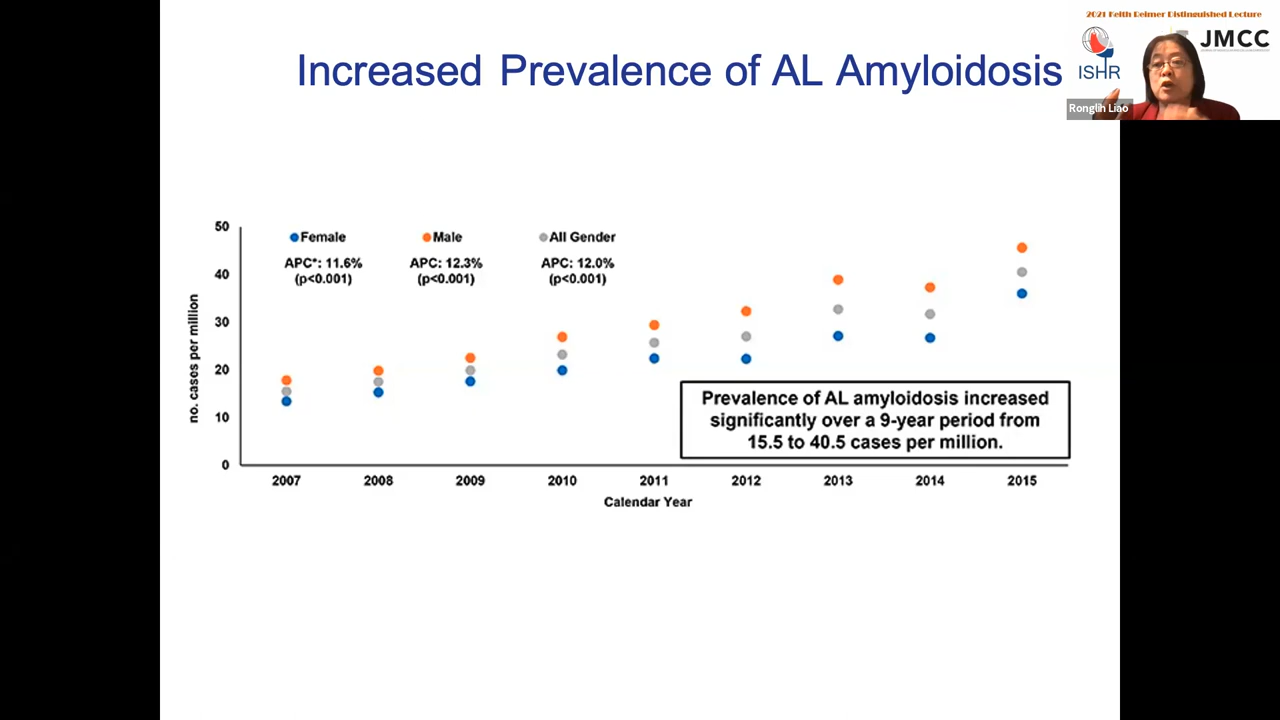 2021 Keith Reimer Distinguished Lecture
Increased Prevalence of AL Amyloidosis
ISHR
JMCC
Ronglih Liao
Female
APC*: 11.6%
(p<0.001)
Male
APC: 12.3%
(p<0.001)
All Gender
APC: 12.0%
(p<0.001)
no. cases per million
50
40
30
20
10
0
Prevalence of AL amyloidosis increased
significantly over a 9-year period from
15.5 to 40.5 cases per million.
2007 2008 2009 2010 2011 2012 2013 2014 2015
Calendar Year